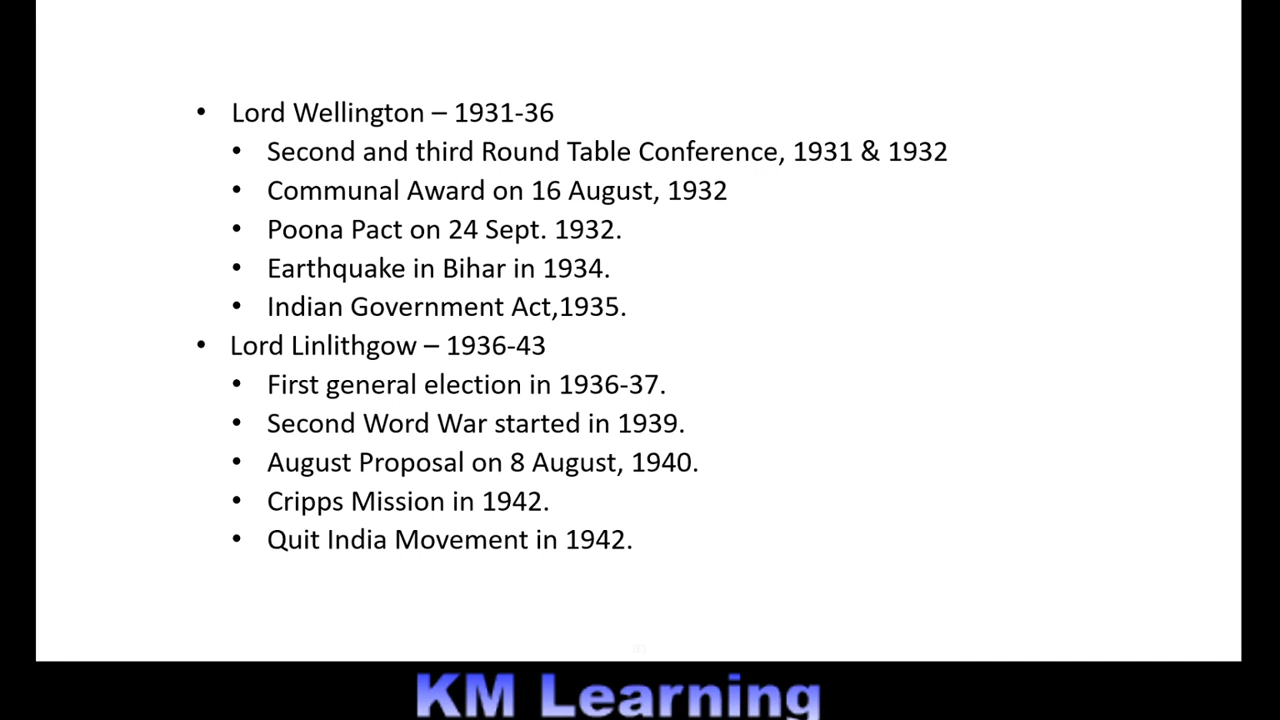 • Lord Wellington – 1931-36
• Second and third Round Table Conference, 1931 & 1932
• Communal Award on 16 August, 1932
• Poona Pact on 24 Sept. 1932.
• Earthquake in Bihar in 1934.
• Indian Government Act,1935.
• Lord Linlithgow – 1936-43
• First general election in 1936-37.
• Second Word War started in 1939.
• August Proposal on 8 August, 1940.
• Cripps Mission in 1942.
• Quit India Movement in 1942.
KM Learning